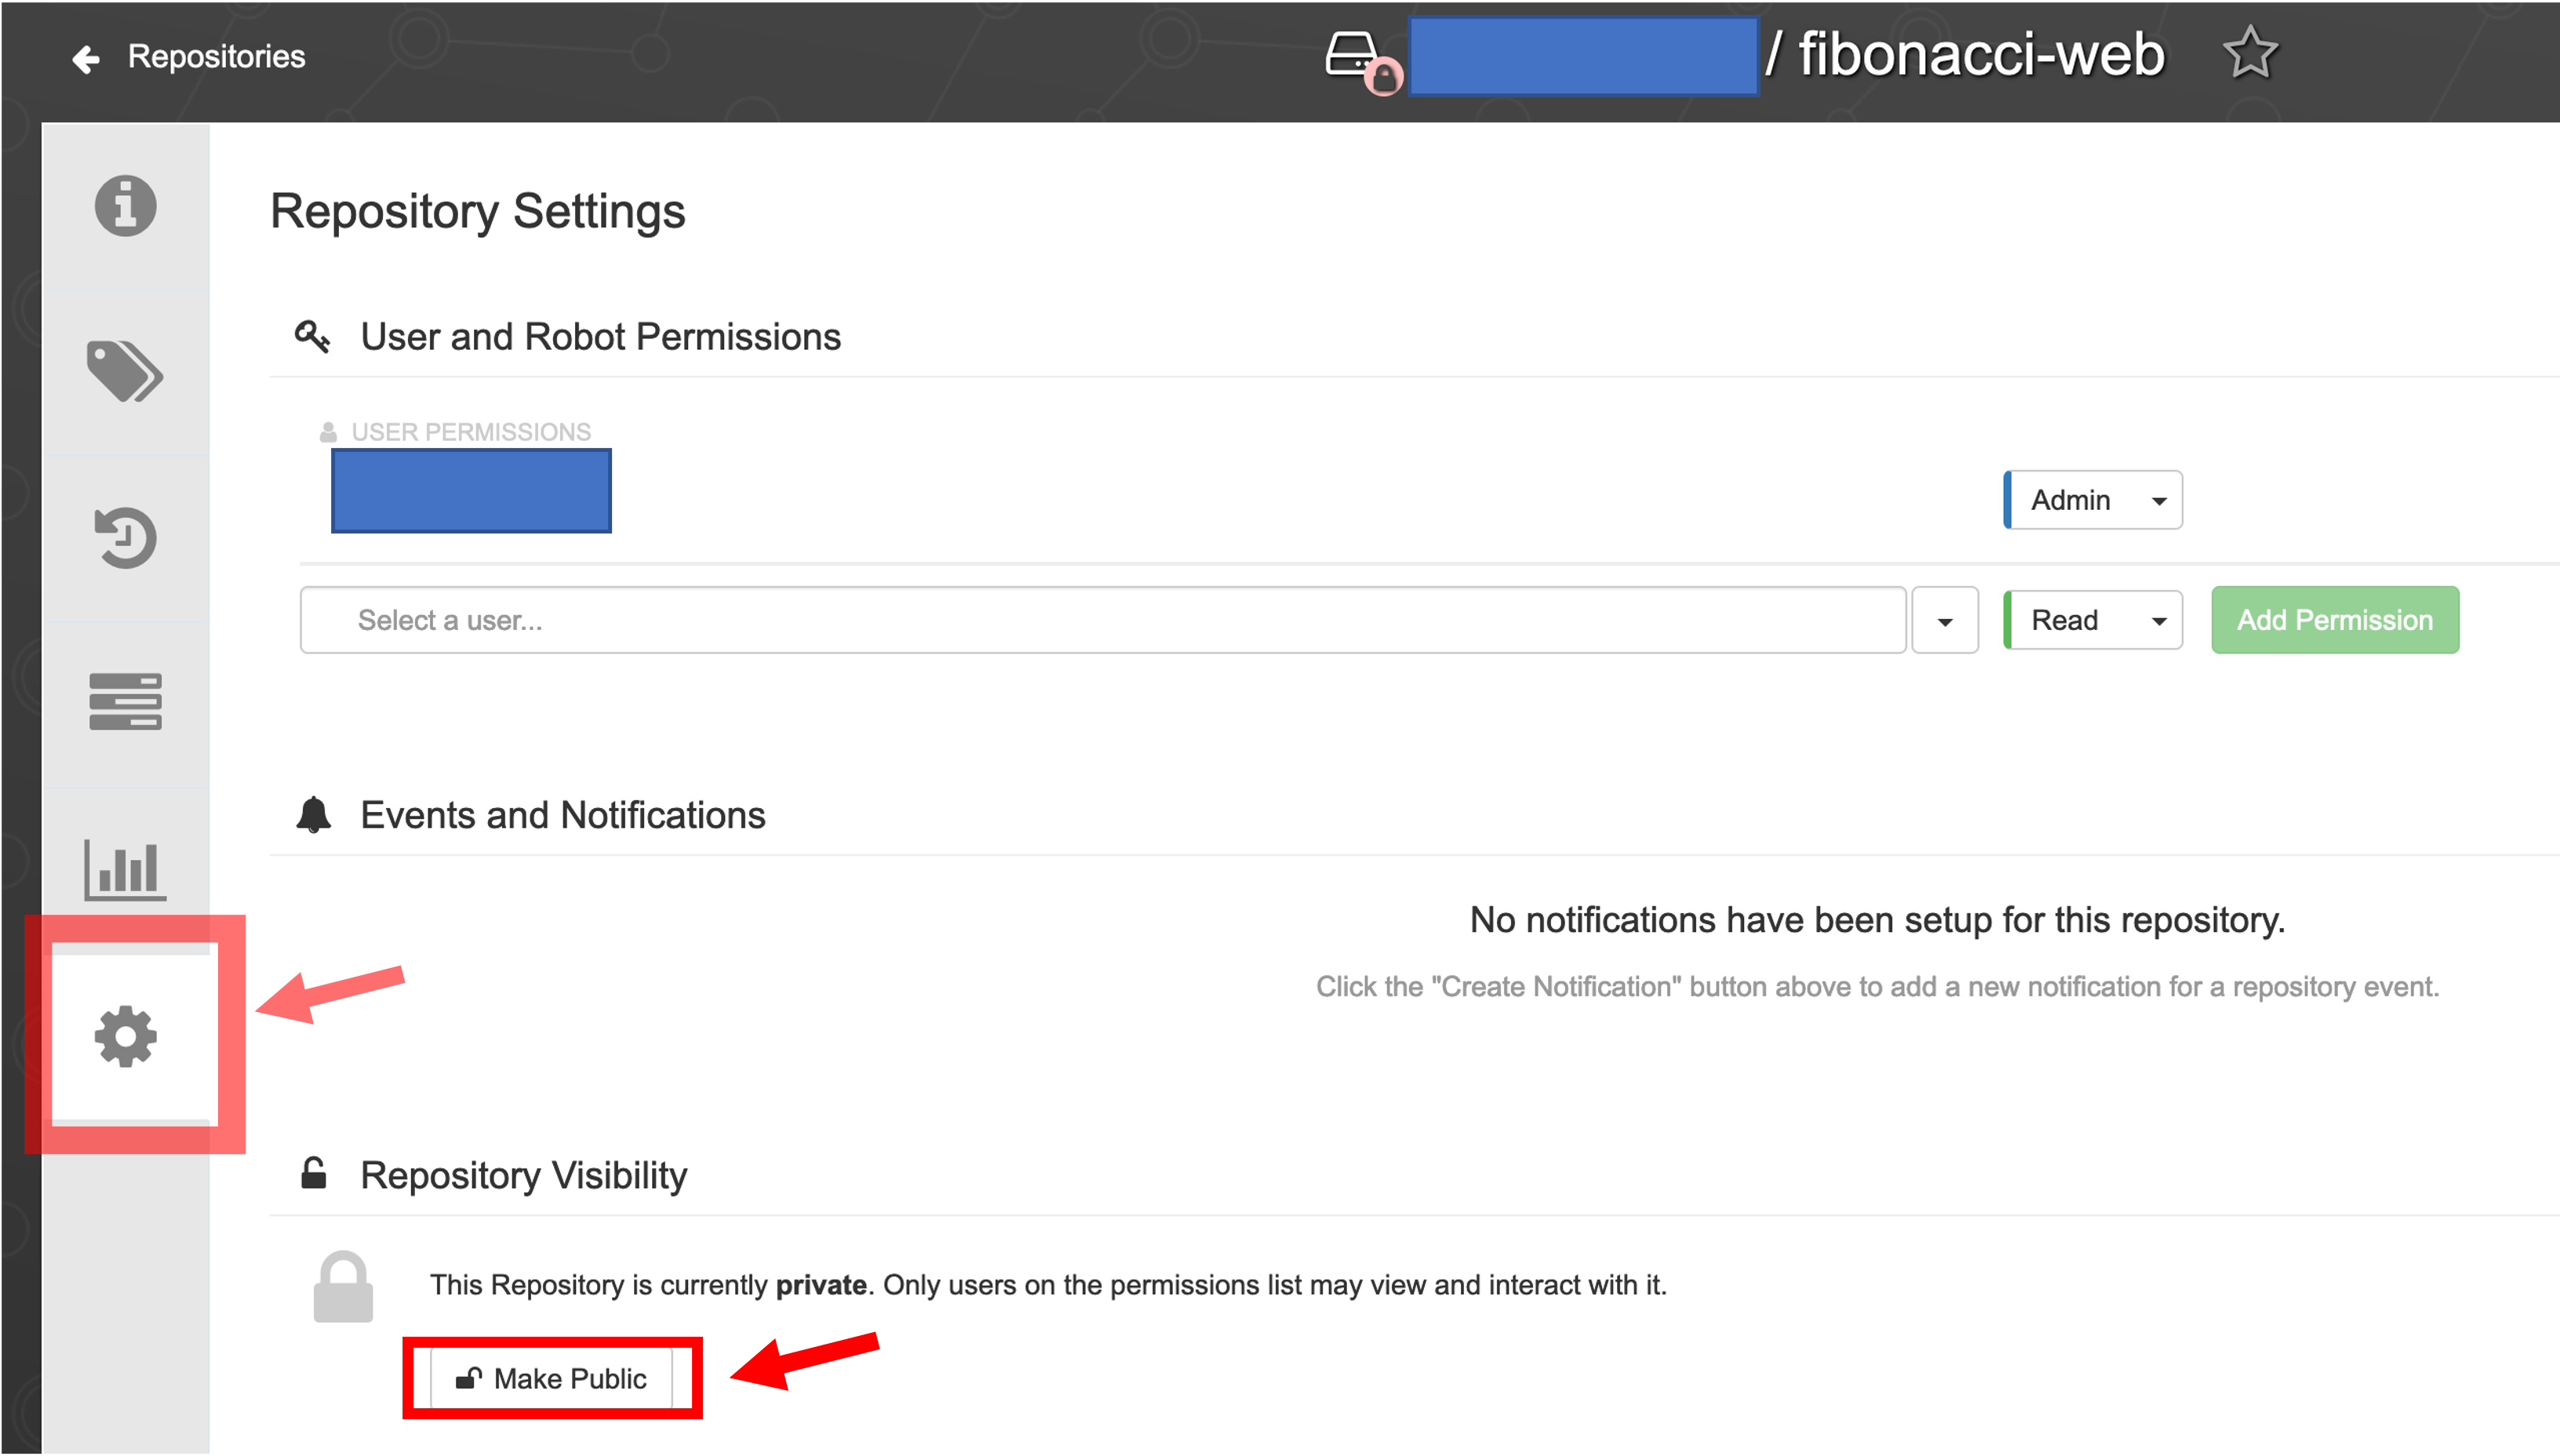 Repositories
/ fibonacci-web
Repository Settings
User and Robot Permissions
USER PERMISSIONS
Admin
Select a user...
Read
Add Permission
Events and Notifications
No notifications have been setup for this repository.
Click the "Create Notification" button above to add a new notification for a repository event.
Repository Visibility
This Repository is currently private. Only users on the permissions list may view and interact with it.
Make Public